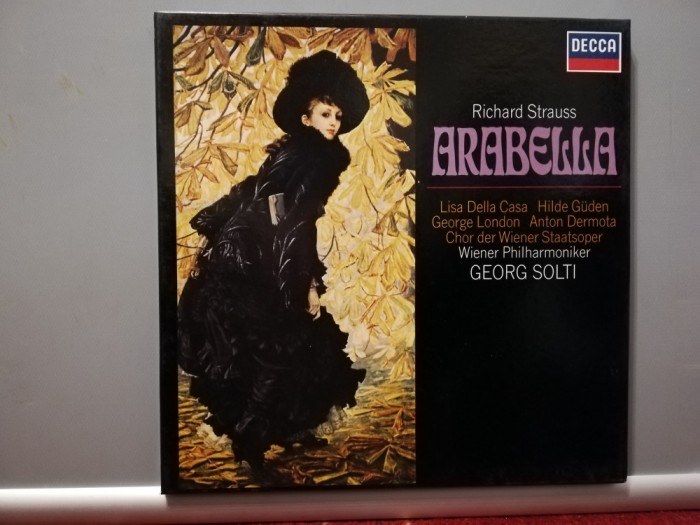 DECCA
Richard Strauss
ARABELLA
Lisa Della Casa Hilde Güden
George London Anton Dermota
Chor der Wiener Staatsoper
Wiener Philharmoniker
GEORG SOLTI